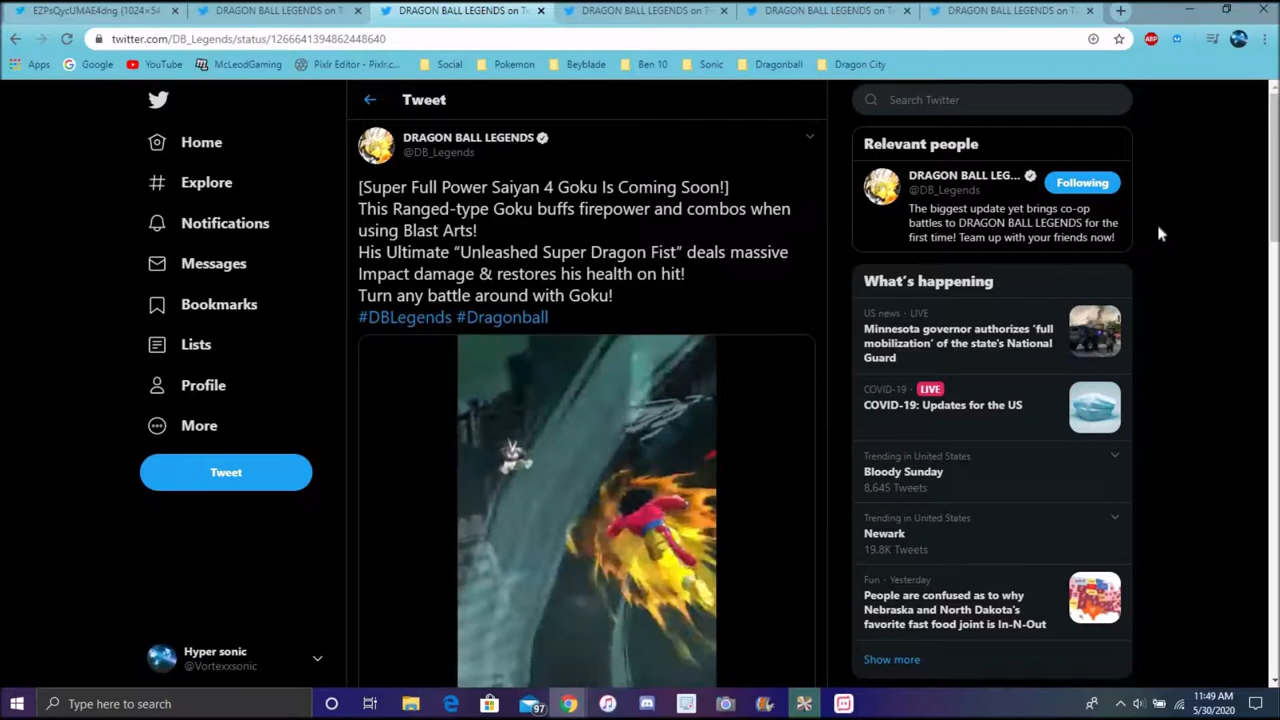 EZPsQycUMAE4dng (1024×54
DRAGON BALL LEGENDS on T
DRAGON BALL LEGENDS on Tw
DRAGON BALL LEGENDS on T
DRAGON BALL LEGENDS on T
DRAGON BALL LEGENDS on T
twitter.com/DB_Legends/status/1266641394862448640
ABP
Apps
Google
YouTube
McLeodGaming
Pixlr Editor - Pixlr.c...
Social
Pokemon
Beyblade
Ben 10
Sonic
Dragonball
Dragon City
Home
Explore
Notifications
Messages
Bookmarks
Lists
Profile
More
Tweet
Hyper sonic
@Vortexxsonic
Tweet
DRAGON BALL LEGENDS
@DB_Legends
[Super Full Power Saiyan 4 Goku Is Coming Soon!]
This Ranged-type Goku buffs firepower and combos when
using Blast Arts!
His Ultimate “Unleashed Super Dragon Fist” deals massive
Impact damage & restores his health on hit!
Turn any battle around with Goku!
#DBLegends #Dragonball
Search Twitter
Relevant people
DRAGON BALL LEG...
@DB_Legends
Following
The biggest update yet brings co-op
battles to DRAGON BALL LEGENDS for the
first time! Team up with your friends now!
What’s happening
US news · LIVE
Minnesota governor authorizes ‘full
mobilization’ of the state's National
Guard
COVID-19 · LIVE
COVID-19: Updates for the US
Trending in United States
Bloody Sunday
8,645 Tweets
Trending in United States
Newark
19.8K Tweets
Fun · Yesterday
People are confused as to why
Nebraska and North Dakota's
favorite fast food joint is In-N-Out
Show more
Type here to search
97
11:49 AM
5/30/2020